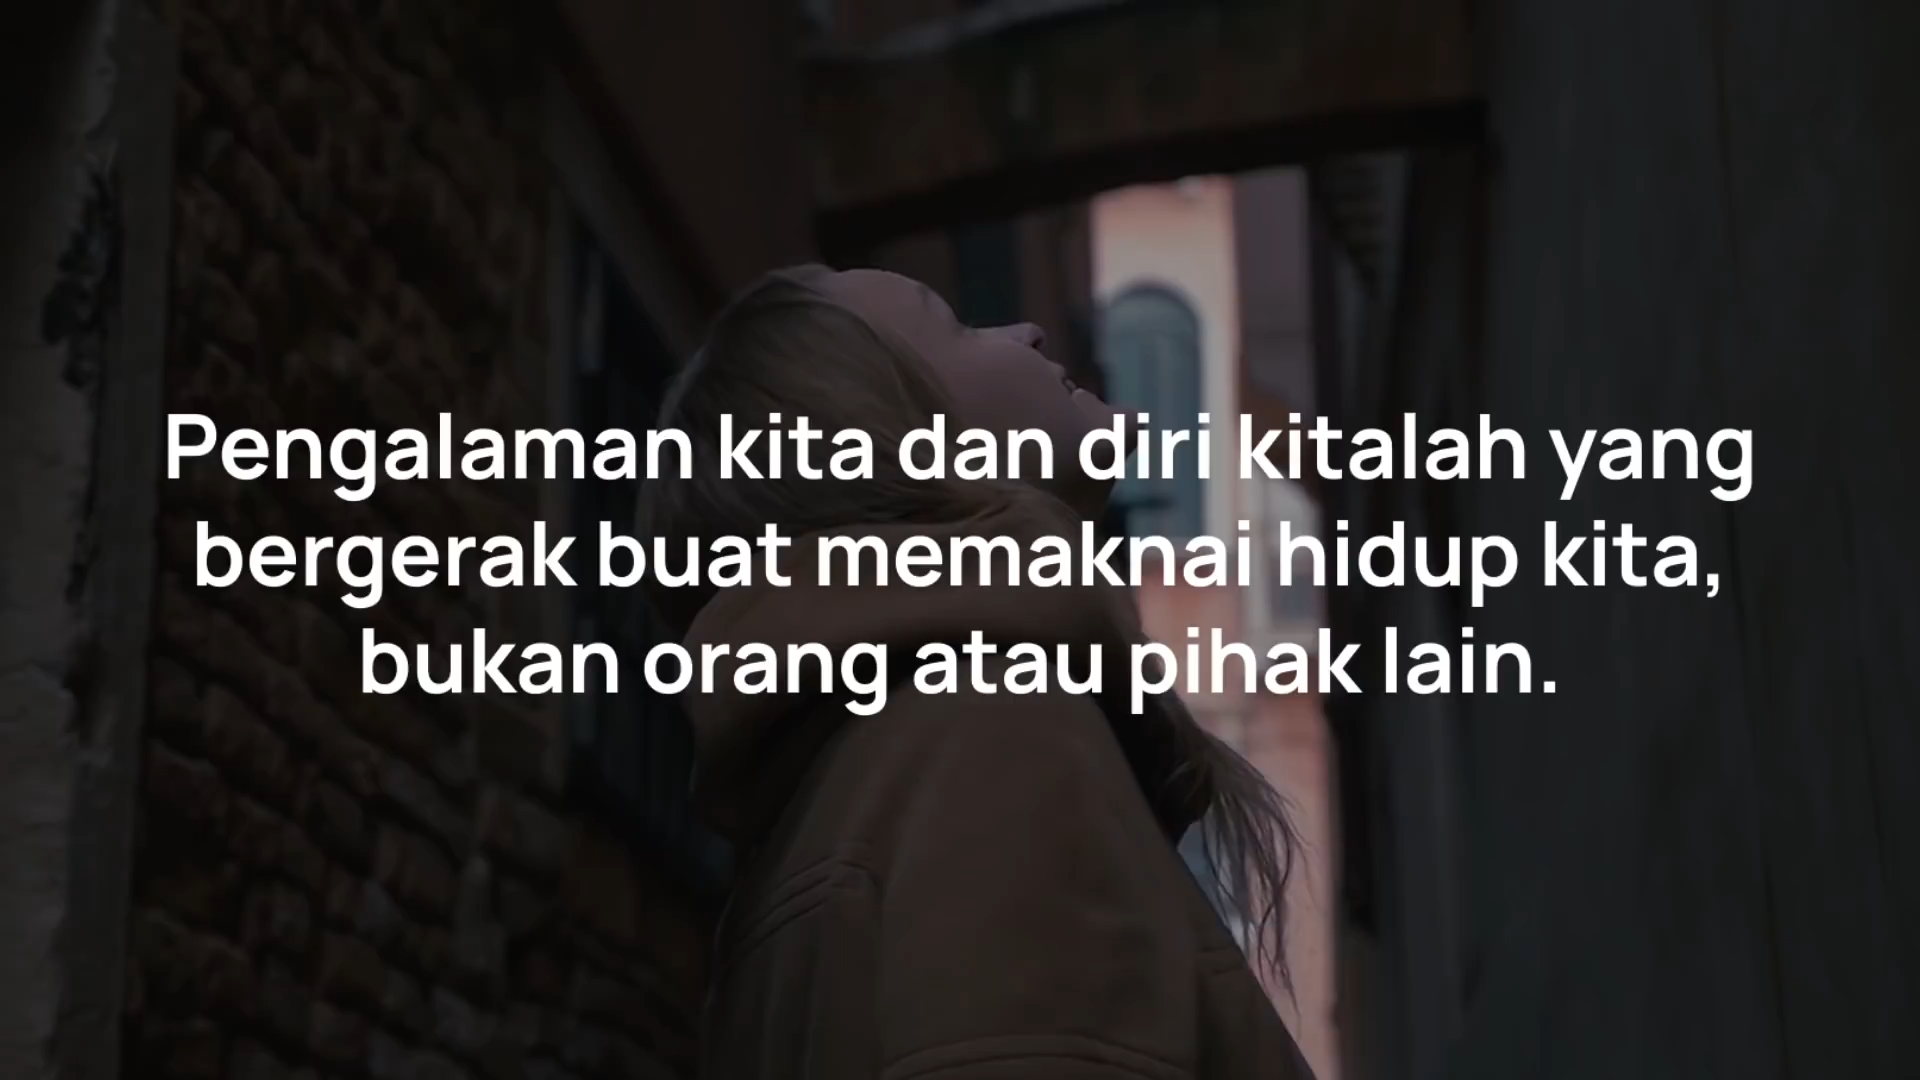 Pengalaman kita dan diri kitalah yang
bergerak buat memaknai hidup kita,
bukan orang atau pihak lain.